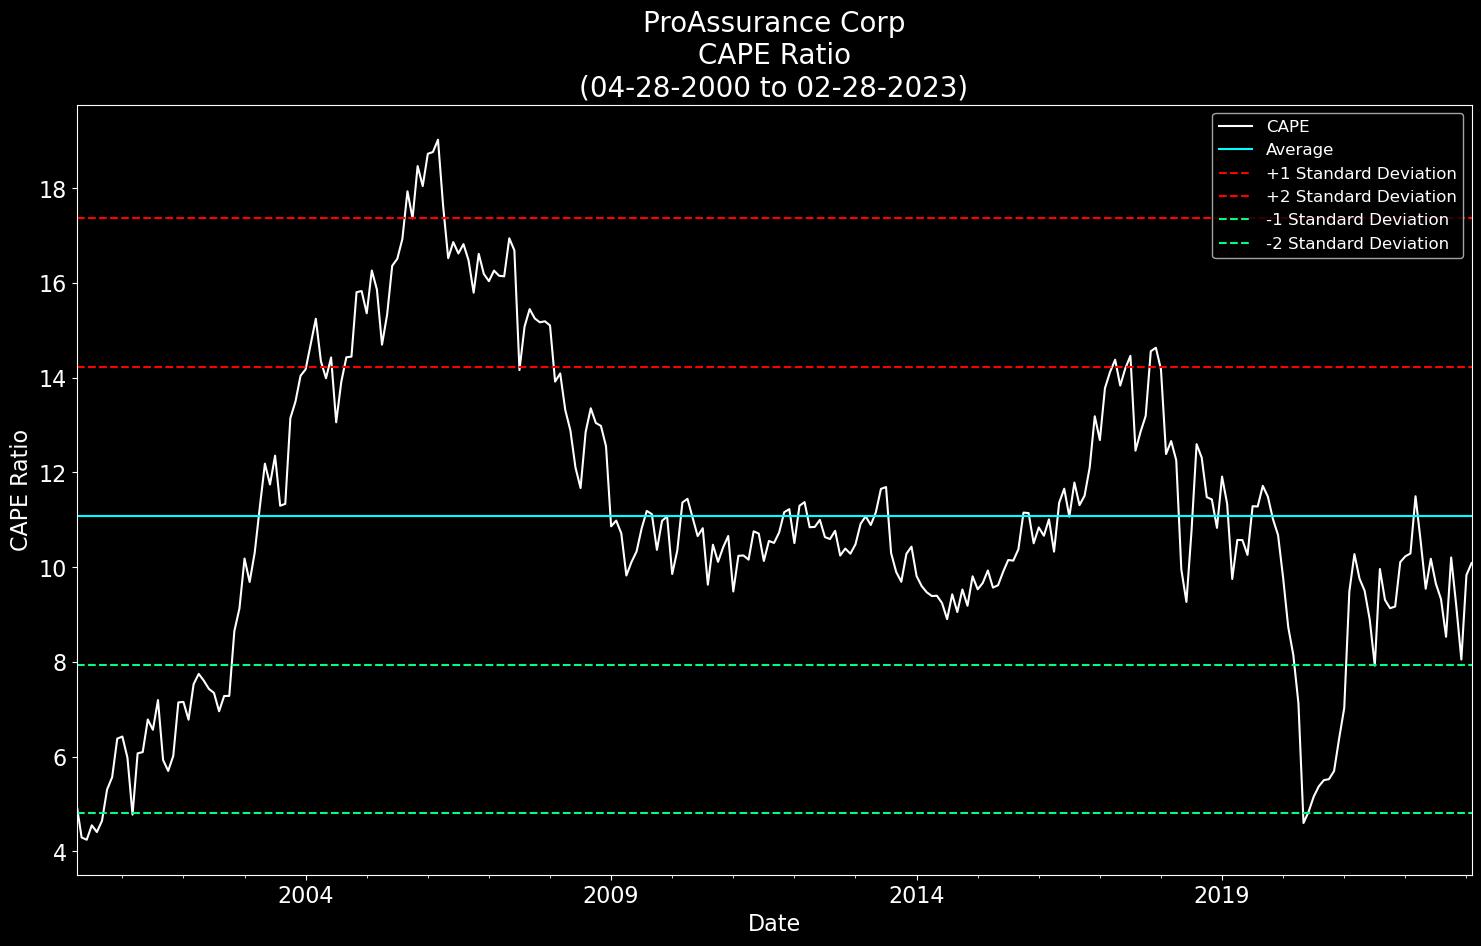 ProAssurance Corp
CAPE Ratio
(04-28-2000 to 02-28-2023)
CAPE
Average
+1 Standard Deviation
+2 Standard Deviation
-1 Standard Deviation
-2 Standard Deviation
CAPE Ratio
18
16
14
12
10
8
6
4
2004 2009 2014 2019
Date